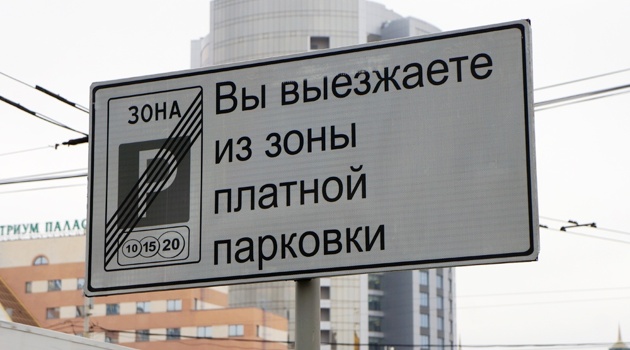 ЗОНА
P
10 15 20
Вы выезжаете
из зоны
платной
парковки
ТРИУМ ПАЛАС